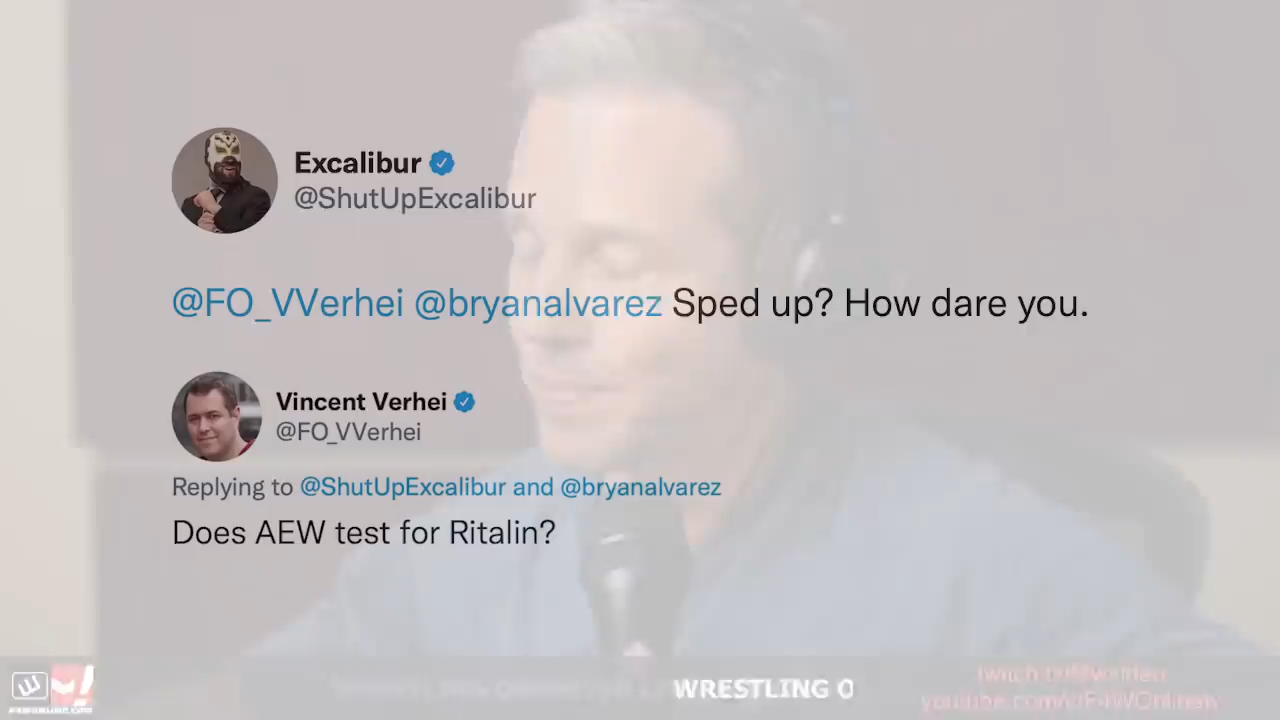 Excalibur
@ShutUpExcalibur
@FO_VVerhei @bryanalvarez Sped up? How dare you.
Vincent Verhei
@FO_VVerhei
Replying to @ShutUpExcalibur and @bryanalvarez
Does AEW test for Ritalin?
WRESTLING O